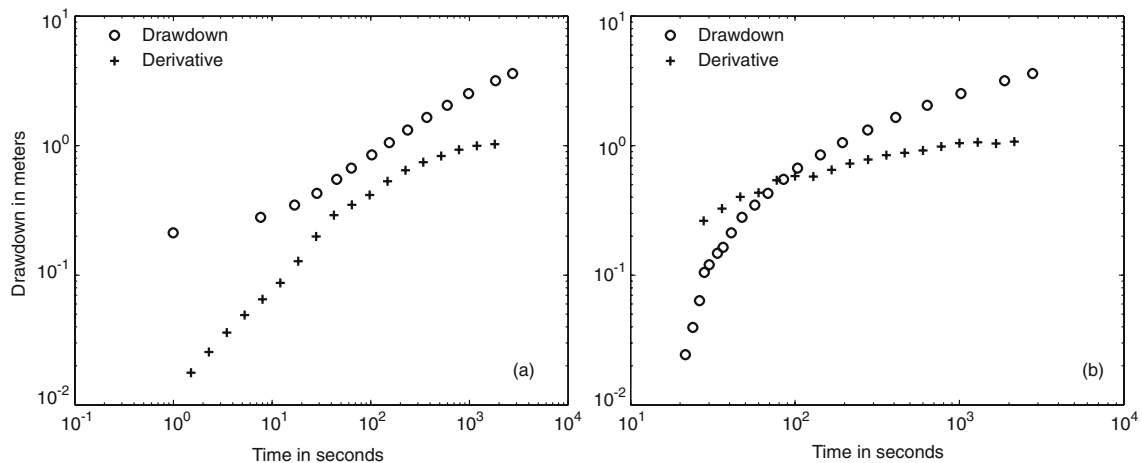 Drawdown in meters
10^1
10^0
10^-1
10^-2
Drawdown
Derivative
(a)
10^-1 10^0 10^1 10^2 10^3 10^4
Time in seconds
10^1
10^0
10^-1
10^-2
Drawdown
Derivative
(b)
10^1 10^2 10^3 10^4
Time in seconds